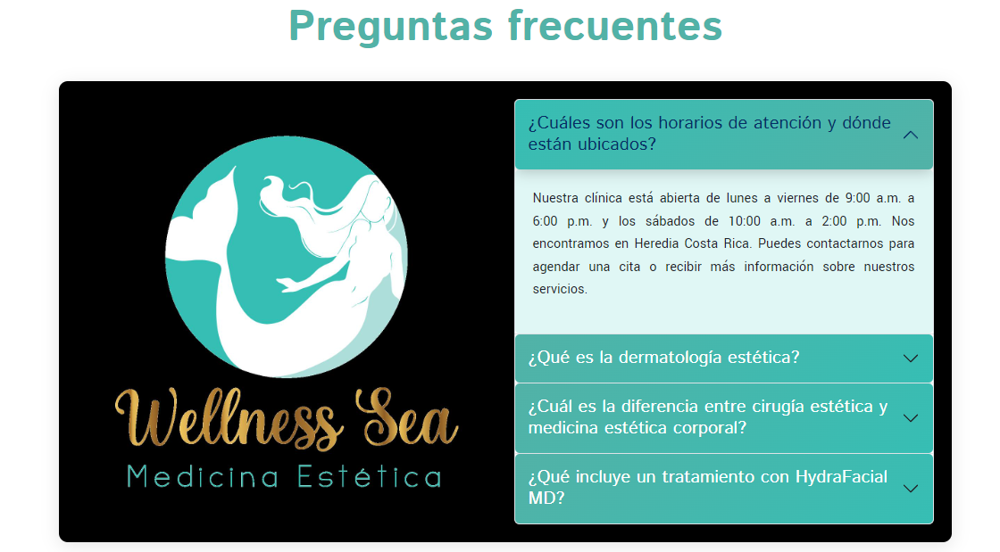 Preguntas frecuentes
Wellness Sea
Medicina Estética
¿Cuáles son los horarios de atención y dónde
están ubicados?
Nuestra clínica está abierta de lunes a viernes de 9:00 a.m. a
6:00 p.m. y los sábados de 10:00 a.m. a 2:00 p.m. Nos
encontramos en Heredia Costa Rica. Puedes contactarnos para
agendar una cita o recibir más información sobre nuestros
servicios.
¿Qué es la dermatología estética?
¿Cuál es la diferencia entre cirugía estética y
medicina estética corporal?
¿Qué incluye un tratamiento con HydraFacial
MD?